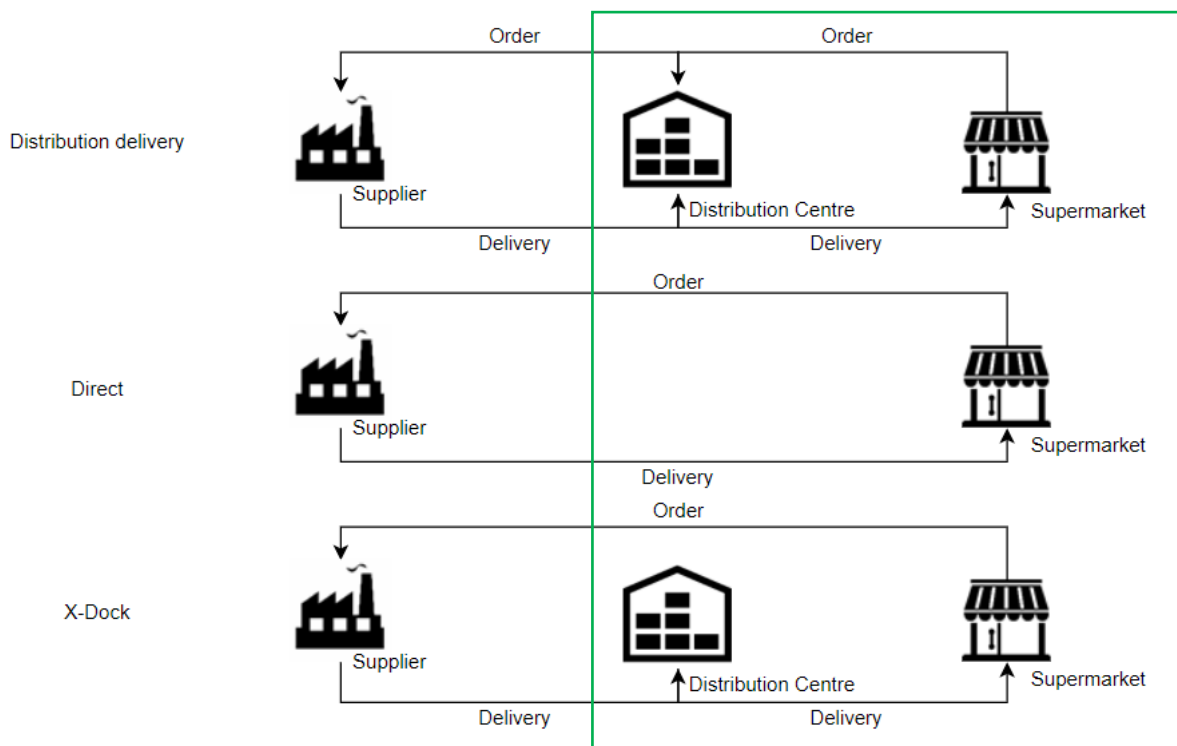 Order
Order
Distribution delivery
Supplier
Distribution Centre
Supermarket
Delivery
Delivery
Order
Direct
Supplier
Supermarket
Delivery
Order
X-Dock
Supplier
Distribution Centre
Supermarket
Delivery
Delivery